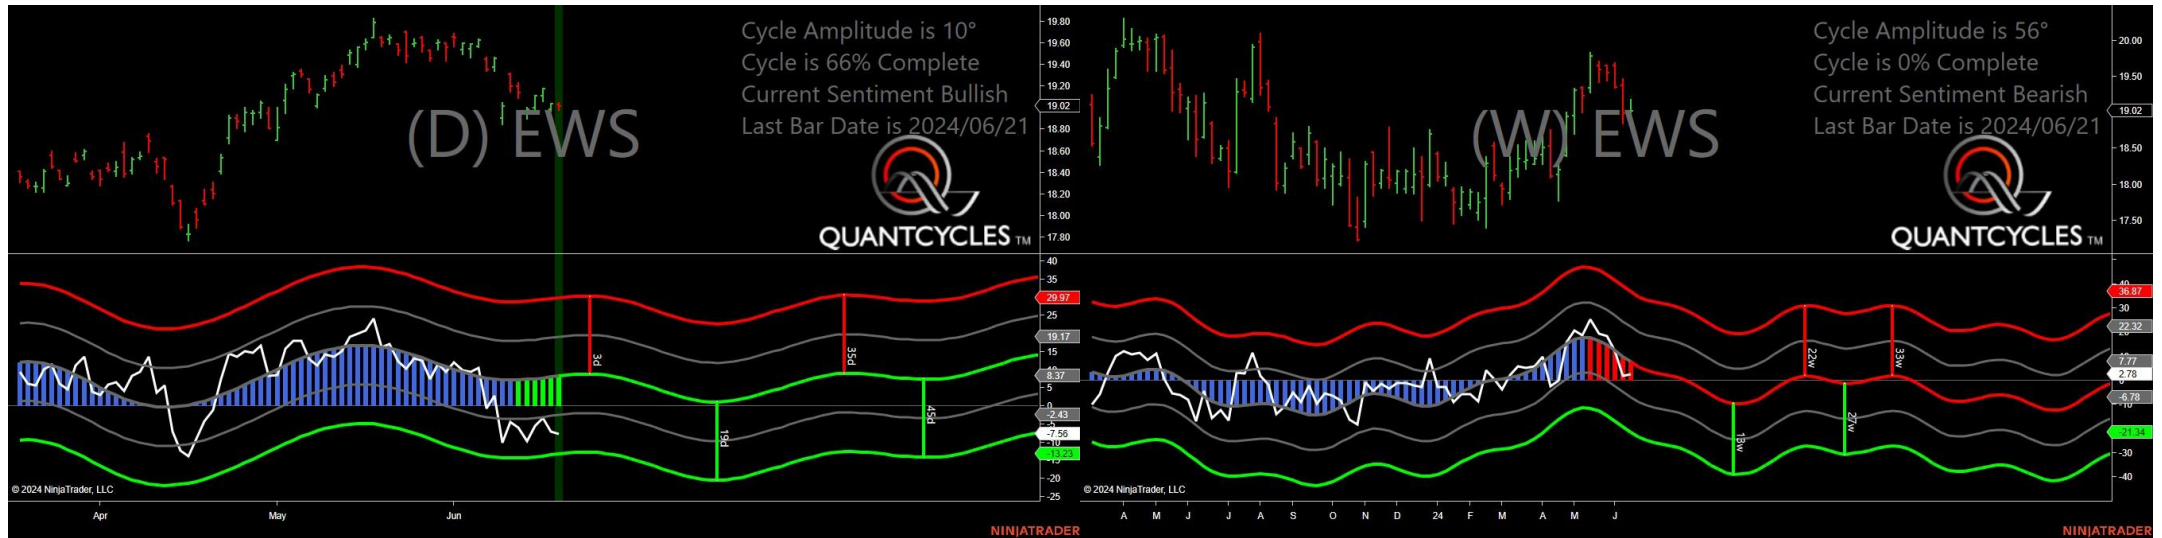 Cycle Amplitude is 10°
Cycle is 66% Complete
Current Sentiment Bullish
Last Bar Date is 2024/06/21
(D) EWS
QUANTCYCLES TM
19.80
19.60
19.40
19.20
19.02
18.80
18.60
18.40
18.20
18.00
17.80
40
35
29.97
19.17
15
8.37
5
0
-2.43
-7.56
-10
-13.23
-20
-25
3d
19d
35d
45d
© 2024 NinjaTrader, LLC
Apr
May
Jun
NINJATRADER
Cycle Amplitude is 56°
Cycle is 0% Complete
Current Sentiment Bearish
Last Bar Date is 2024/06/21
(W) EWS
QUANTCYCLES TM
20.00
19.50
19.02
18.50
18.00
17.50
36.87
30
22.32
7.77
2.78
-6.78
-21.34
-30
-40
13w
22w
27w
33w
© 2024 NinjaTrader, LLC
A
M
J
J
A
S
O
N
D
24
F
M
A
M
J
NINJATRADER